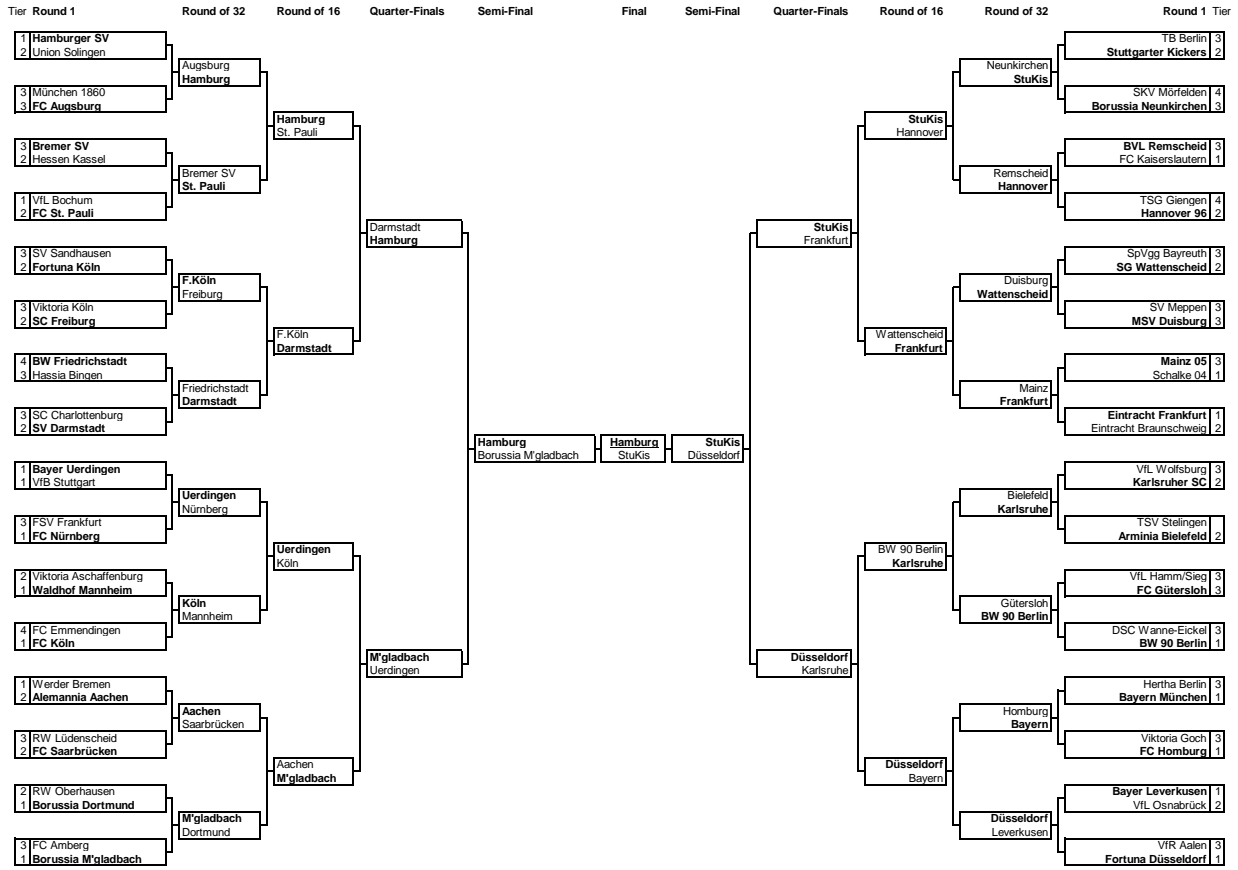 Tier Round 1 Round of 32 Round of 16 Quarter-Finals Semi-Final Final Semi-Final Quarter-Finals Round of 16 Round of 32 Round 1 Tier
1 Hamburger SV
2 Union Solingen
3 München 1860
3 FC Augsburg
3 Bremer SV
2 Hessen Kassel
1 VfL Bochum
2 FC St. Pauli
3 SV Sandhausen
2 Fortuna Köln
3 Viktoria Köln
2 SC Freiburg
4 BW Friedrichstadt
3 Hassia Bingen
3 SC Charlottenburg
2 SV Darmstadt
1 Bayer Uerdingen
1 VfB Stuttgart
3 FSV Frankfurt
1 FC Nürnberg
2 Viktoria Aschaffenburg
1 Waldhof Mannheim
4 FC Emmendingen
1 FC Köln
1 Werder Bremen
2 Alemannia Aachen
3 RW Lüdenscheid
2 FC Saarbrücken
2 RW Oberhausen
1 Borussia Dortmund
3 FC Amberg
1 Borussia M'gladbach
Augsburg
Hamburg
Bremer SV
St. Pauli
F.Köln
Freiburg
Friedrichstadt
Darmstadt
Uerdingen
Nürnberg
Köln
Mannheim
Aachen
Saarbrücken
M'gladbach
Dortmund
Hamburg
St. Pauli
F.Köln
Darmstadt
Uerdingen
Köln
Aachen
M'gladbach
Darmstadt
Hamburg
M'gladbach
Uerdingen
Hamburg
Borussia M'gladbach
Hamburg
StuKis
StuKis
Düsseldorf
StuKis
Frankfurt
Düsseldorf
Karlsruhe
StuKis
Hannover
Wattenscheid
Frankfurt
BW 90 Berlin
Karlsruhe
Düsseldorf
Bayern
Neunkirchen
StuKis
Remscheid
Hannover
Duisburg
Wattenscheid
Mainz
Frankfurt
Bielefeld
Karlsruhe
Gütersloh
BW 90 Berlin
Homburg
Bayern
Düsseldorf
Leverkusen
TB Berlin 3
Stuttgarter Kickers 2
SKV Mörfelden 4
Borussia Neunkirchen 3
BVL Remscheid 3
FC Kaiserslautern 1
TSG Giengen 4
Hannover 96 2
SpVgg Bayreuth 3
SG Wattenscheid 2
SV Meppen 3
MSV Duisburg 3
Mainz 05 3
Schalke 04 1
Eintracht Frankfurt 1
Eintracht Braunschweig 2
VfL Wolfsburg 3
Karlsruher SC 2
TSV Stelingen
Arminia Bielefeld 2
VfL Hamm/Sieg 3
FC Gütersloh 3
DSC Wanne-Eickel 3
BW 90 Berlin 1
Hertha Berlin 3
Bayern München 1
Viktoria Goch 3
FC Homburg 1
Bayer Leverkusen 1
VfL Osnabrück 2
VfR Aalen 3
Fortuna Düsseldorf 1